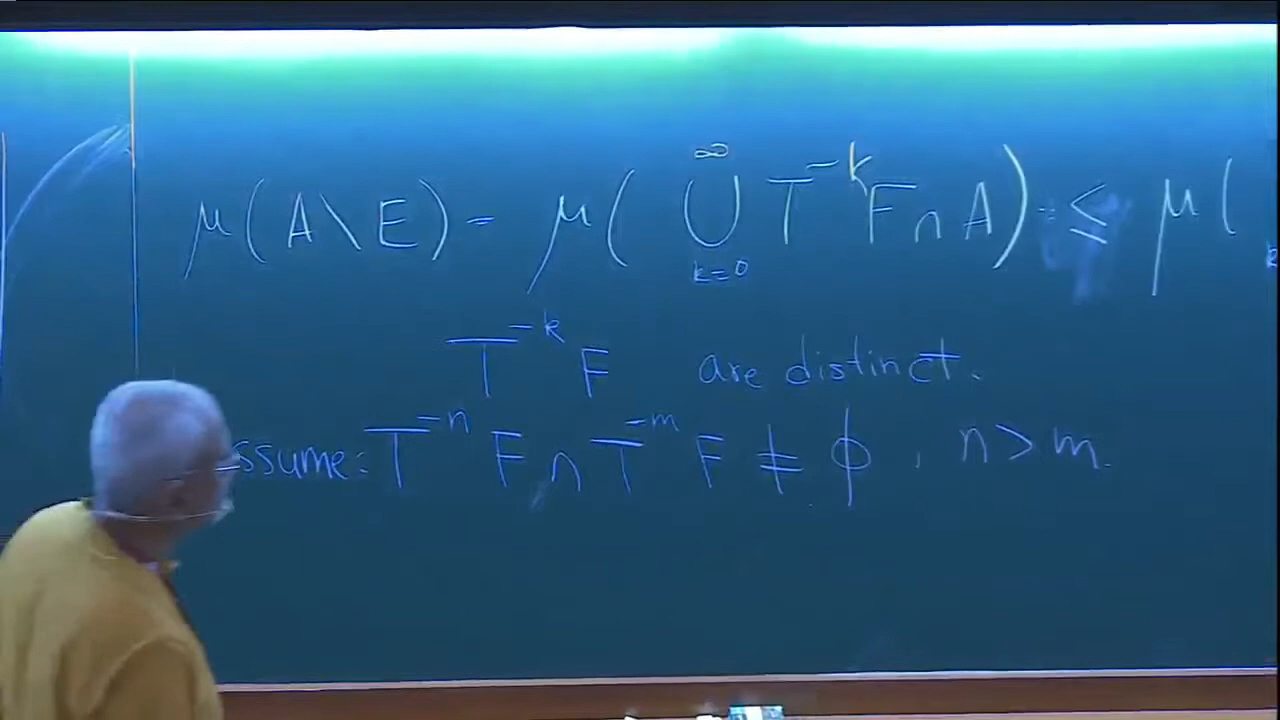 μ(A\E) = μ(⋃_{k=0}^{∞} T^{-k}F∩A) ≤ μ(
T^{-k} F are distinct.
ssume: T^{-n} F∩T^{-m} F ≠ φ, n>m.